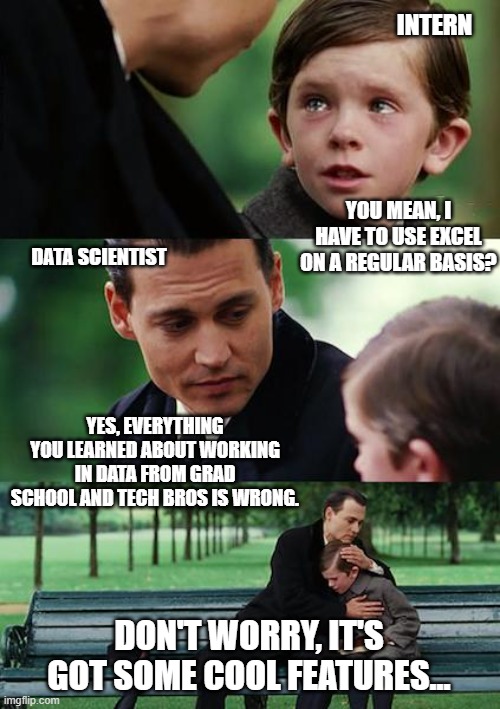 INTERN
YOU MEAN, I
HAVE TO USE EXCEL
ON A REGULAR BASIS?
DATA SCIENTIST
YES, EVERYTHING
YOU LEARNED ABOUT WORKING
IN DATA FROM GRAD
SCHOOL AND TECH BROS IS WRONG.
DON'T WORRY, IT'S
GOT SOME COOL FEATURES...
imgflip.com